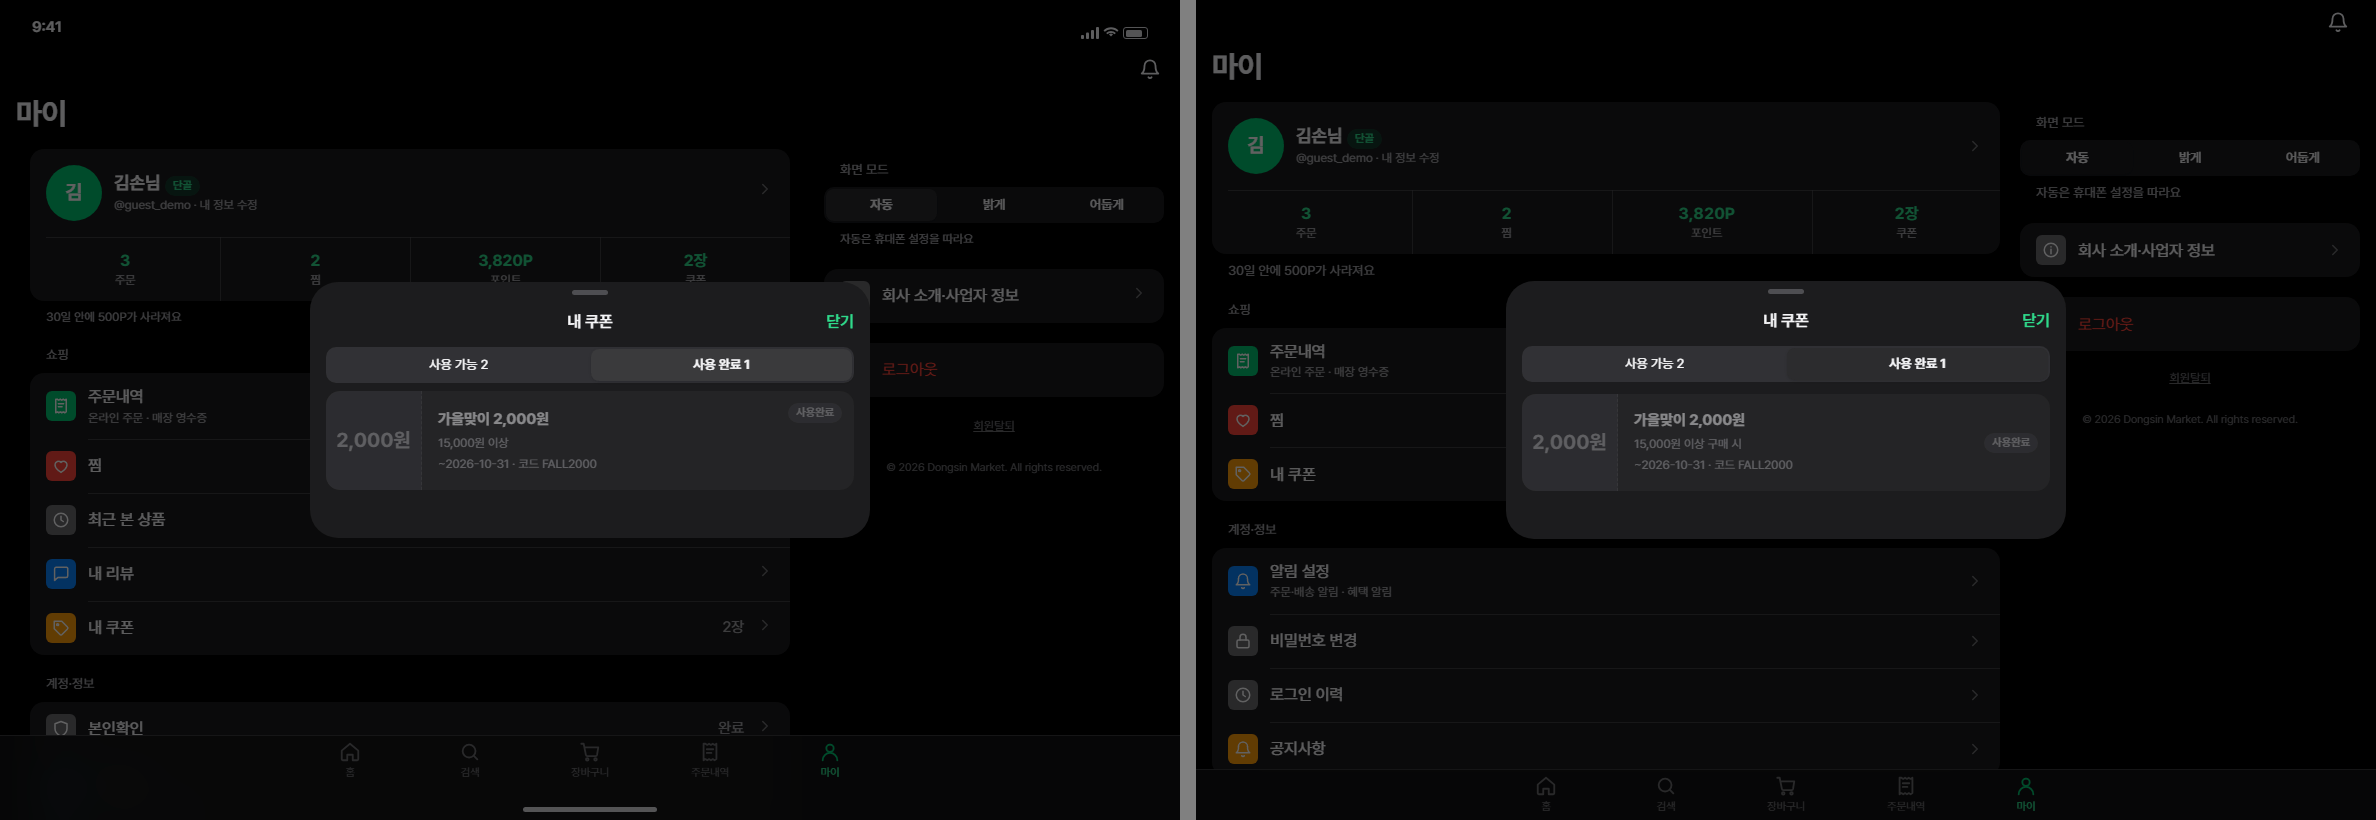 9:41
마이
김
김손님 단골
@guest_demo · 내 정보 수정
3
주문
2
찜
3,820P
포인트
2장
쿠폰
30일 안에 500P가 사라져요
쇼핑
주문내역
온라인 주문 · 매장 영수증
찜
최근 본 상품
내 리뷰
내 쿠폰
2장
계정·정보
본인확인
완료
화면 모드
자동
밝게
어둡게
자동은 휴대폰 설정을 따라요
회사 소개·사업자 정보
로그아웃
회원탈퇴
© 2026 Dongsin Market. All rights reserved.
내 쿠폰
닫기
사용 가능 2
사용 완료 1
2,000원
가을맞이 2,000원
15,000원 이상
~2026-10-31 · 코드 FALL2000
사용완료
홈
검색
장바구니
주문내역
마이
마이
김
김손님 단골
@guest_demo · 내 정보 수정
3
주문
2
찜
3,820P
포인트
2장
쿠폰
30일 안에 500P가 사라져요
쇼핑
주문내역
온라인 주문 · 매장 영수증
찜
내 쿠폰
계정·정보
알림 설정
주문·배송 알림 · 혜택 알림
비밀번호 변경
로그인 이력
공지사항
화면 모드
자동
밝게
어둡게
자동은 휴대폰 설정을 따라요
회사 소개·사업자 정보
로그아웃
회원탈퇴
© 2026 Dongsin Market. All rights reserved.
내 쿠폰
닫기
사용 가능 2
사용 완료 1
2,000원
가을맞이 2,000원
15,000원 이상 구매 시
~2026-10-31 · 코드 FALL2000
사용완료
홈
검색
장바구니
주문내역
마이